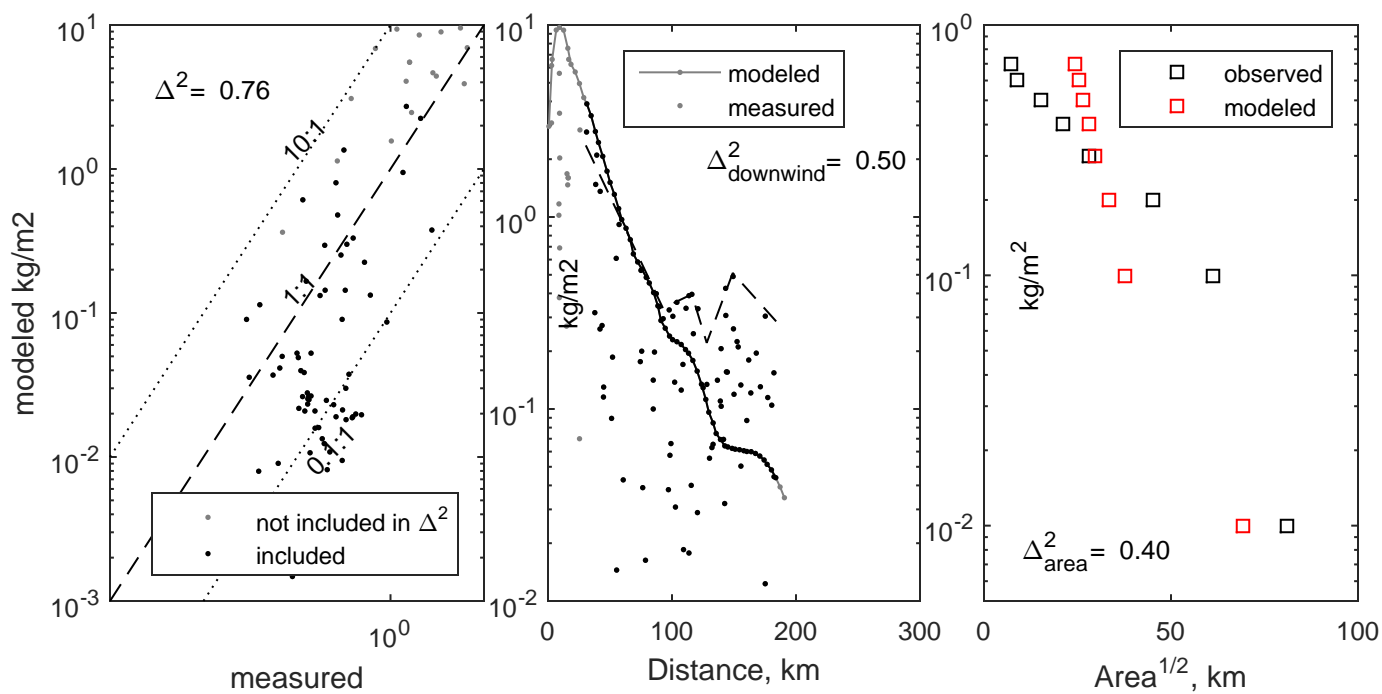 10^1
10^0
10^-1
10^-2
10^-3
modeled kg/m2
Δ^2= 0.76
10:1
1:1
0.1:1
not included in Δ^2
included
10^0
measured
10^1
10^0
10^-1
10^-2
kg/m2
modeled
measured
Δ^2_downwind= 0.50
0 100 200 300
Distance, km
10^0
10^-1
10^-2
kg/m^2
observed
modeled
Δ^2_area= 0.40
0 50 100
Area^1/2, km